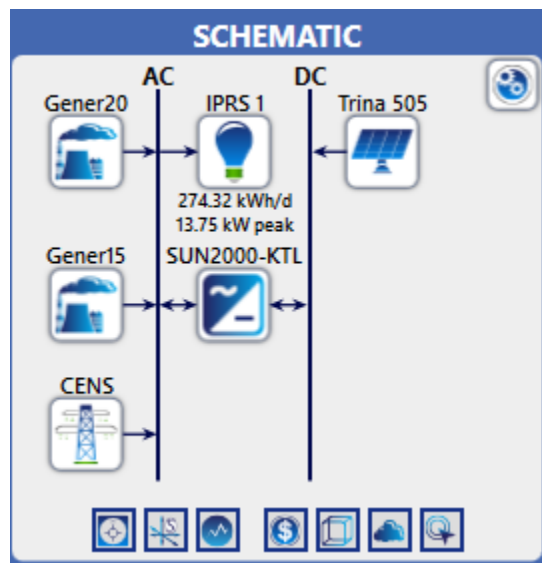 SCHEMATIC
AC
DC
Gener20
IPRS 1
Trina 505
274.32 kWh/d
13.75 kW peak
Gener15
SUN2000-KTL
CENS